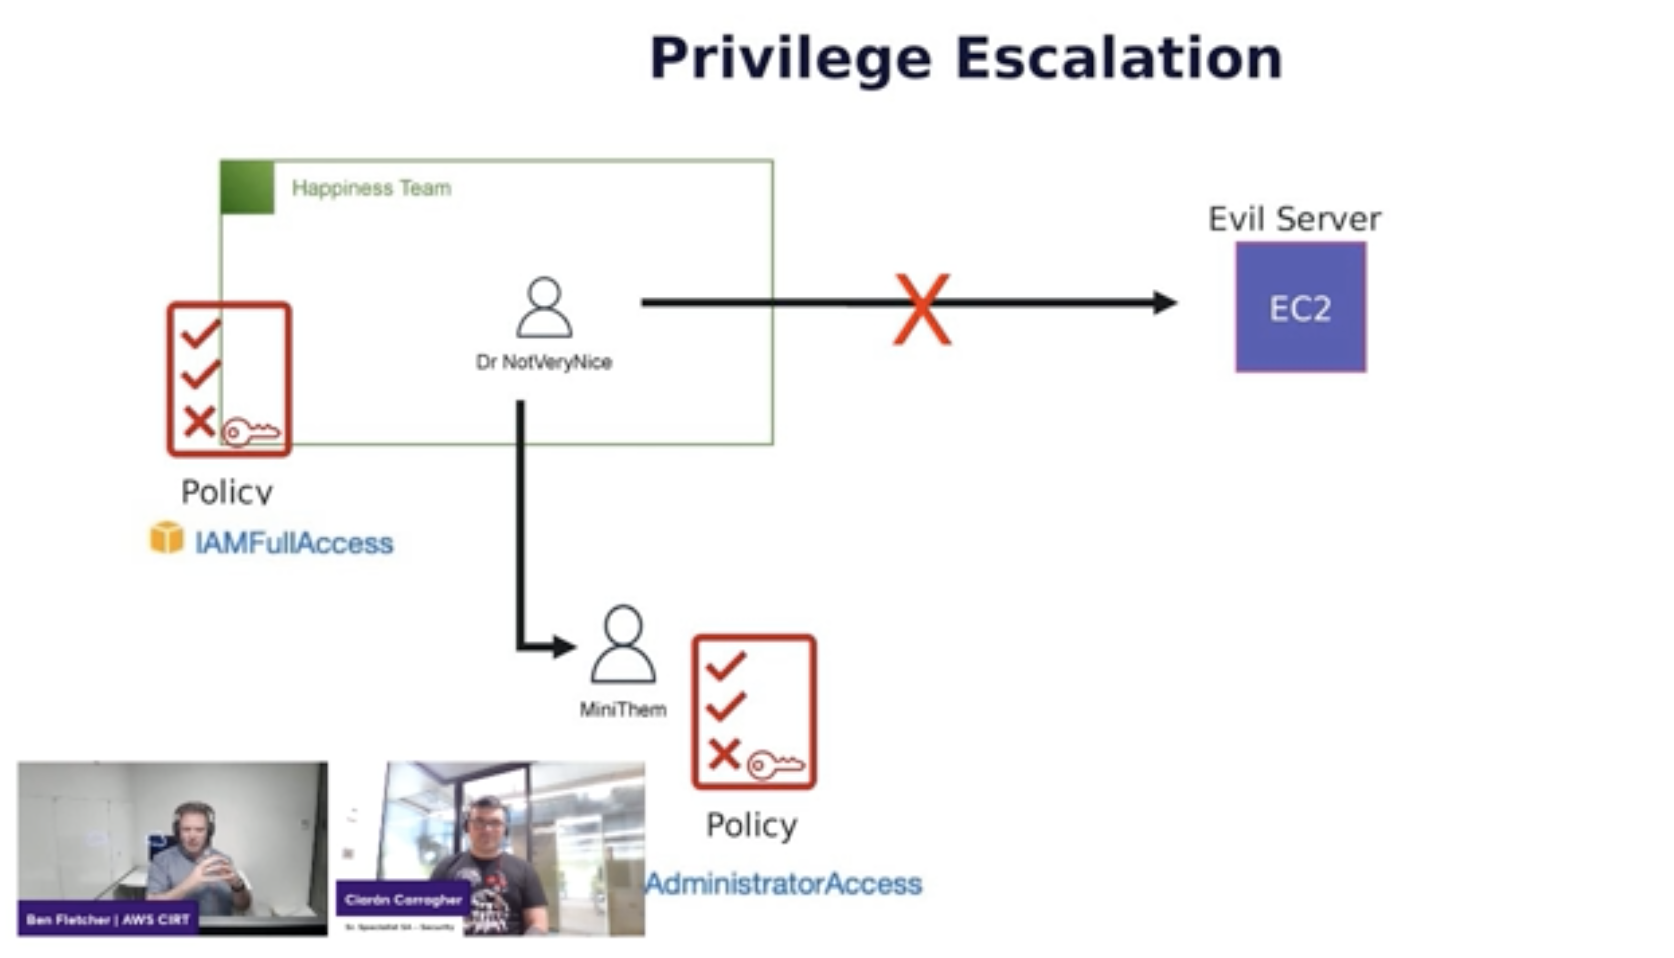 Privilege Escalation
Happiness Team
Evil Server
EC2
Dr NotVeryNice
Policy
IAMFullAccess
MiniThem
Policy
AdministratorAccess
Ben Fletcher | AWS CIRT
Ciarán Carragher
Sr. Specialist SA - Security